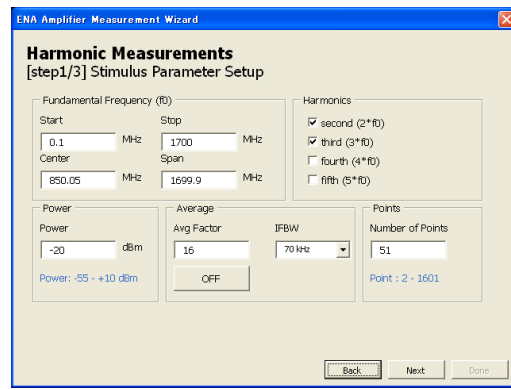 ENA Amplifier Measurement Wizard
Harmonic Measurements
[step1/3] Stimulus Parameter Setup
Fundamental Frequency (f0)
Start
Stop
0.1 MHz
1700 MHz
Center
Span
850.05 MHz
1699.9 MHz
Harmonics
second (2*f0)
third (3*f0)
fourth (4*f0)
fifth (5*f0)
Power
Power
-20 dBm
Power: -55 - +10 dBm
Average
Avg Factor
IFBW
16
70 kHz
OFF
Points
Number of Points
51
Point : 2 - 1601
Back
Next
Done